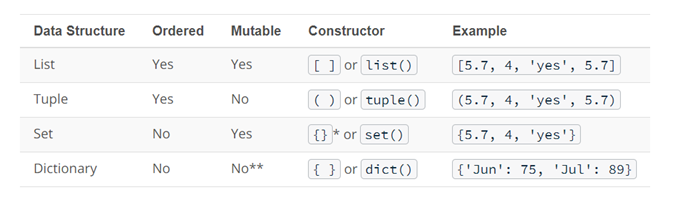 Data Structure Ordered Mutable Constructor Example
List Yes Yes [ ] or list() [5.7, 4, 'yes', 5.7]
Tuple Yes No ( ) or tuple() (5.7, 4, 'yes', 5.7)
Set No Yes {}* or set() {5.7, 4, 'yes'}
Dictionary No No** { } or dict() {'Jun': 75, 'Jul': 89}